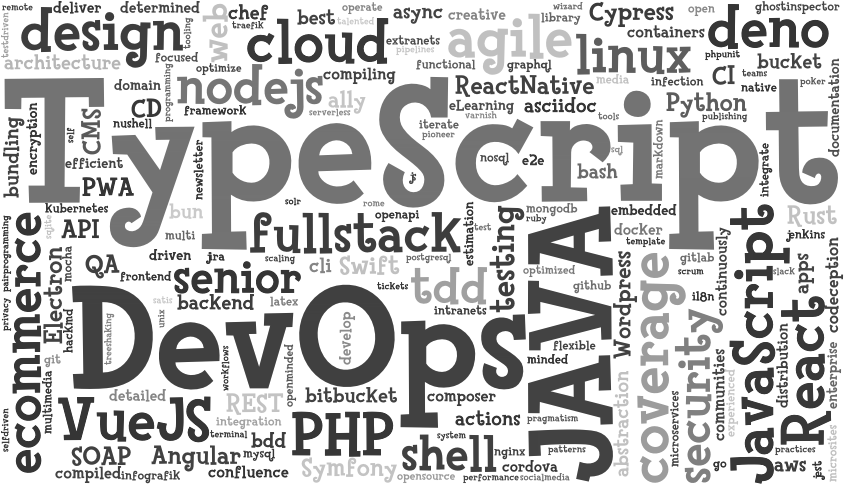 remote
deliver
determined
chef
traefik
best
operate
talented
async
creative
wizard
library
Cypress
open
ghostinspector
testdriven
design
tooling
web
cloud
extranets
pipelines
agile
linux
containers
deno
phpunit
architecture
focused
optimize
compiling
functional
graphql
infection
CI
teams
bucket
domain
programming
nodejs
ally
ReactNative
media
native
poker
documentation
CD
framework
serverless
eLearning
varnish
asciidoc
tools
Python
publishing
TypeScript
bundling
encryption
self
CMS
nushell
iterate
pioneer
sql
markdown
efficient
newsletter
nosql
e2e
bash
integrate
PWA
js
Kubernetes
bun
solr
rome
openapi
mongodb
ruby
embedded
Rust
sqlite
API
multi
fullstack
estimation
test
testing
docker
template
jenkins
pairprogramming
privacy
ecommerce
Electron
mocha
QA
driven
jra
scaling
cli
Swift
postgresql
optimized
gitlab
scrum
continuously
slack
apps
codeception
frontend
senior
tickets
tdd
github
Wordpress
i18n
hackmd
satis
backend
latex
intranets
JAVA
JavaScript
React
DevOps
unix
treeshaking
develop
flexible
minded
coverage
security
distribution
enterprise
git
multimedia
workflows
openminded
detailed
REST
bitbucket
composer
abstraction
microservices
communities
experienced
selfdriven
VueJS
integration
terminal
bdd
PHP
actions
pragmatism
system
patterns
practices
microsites
SOAP
Angular
mysql
shell
nginx
cordova
go
aws
jest
compiled
infografik
confluence
Symfony
opensource
performance
socialmedia